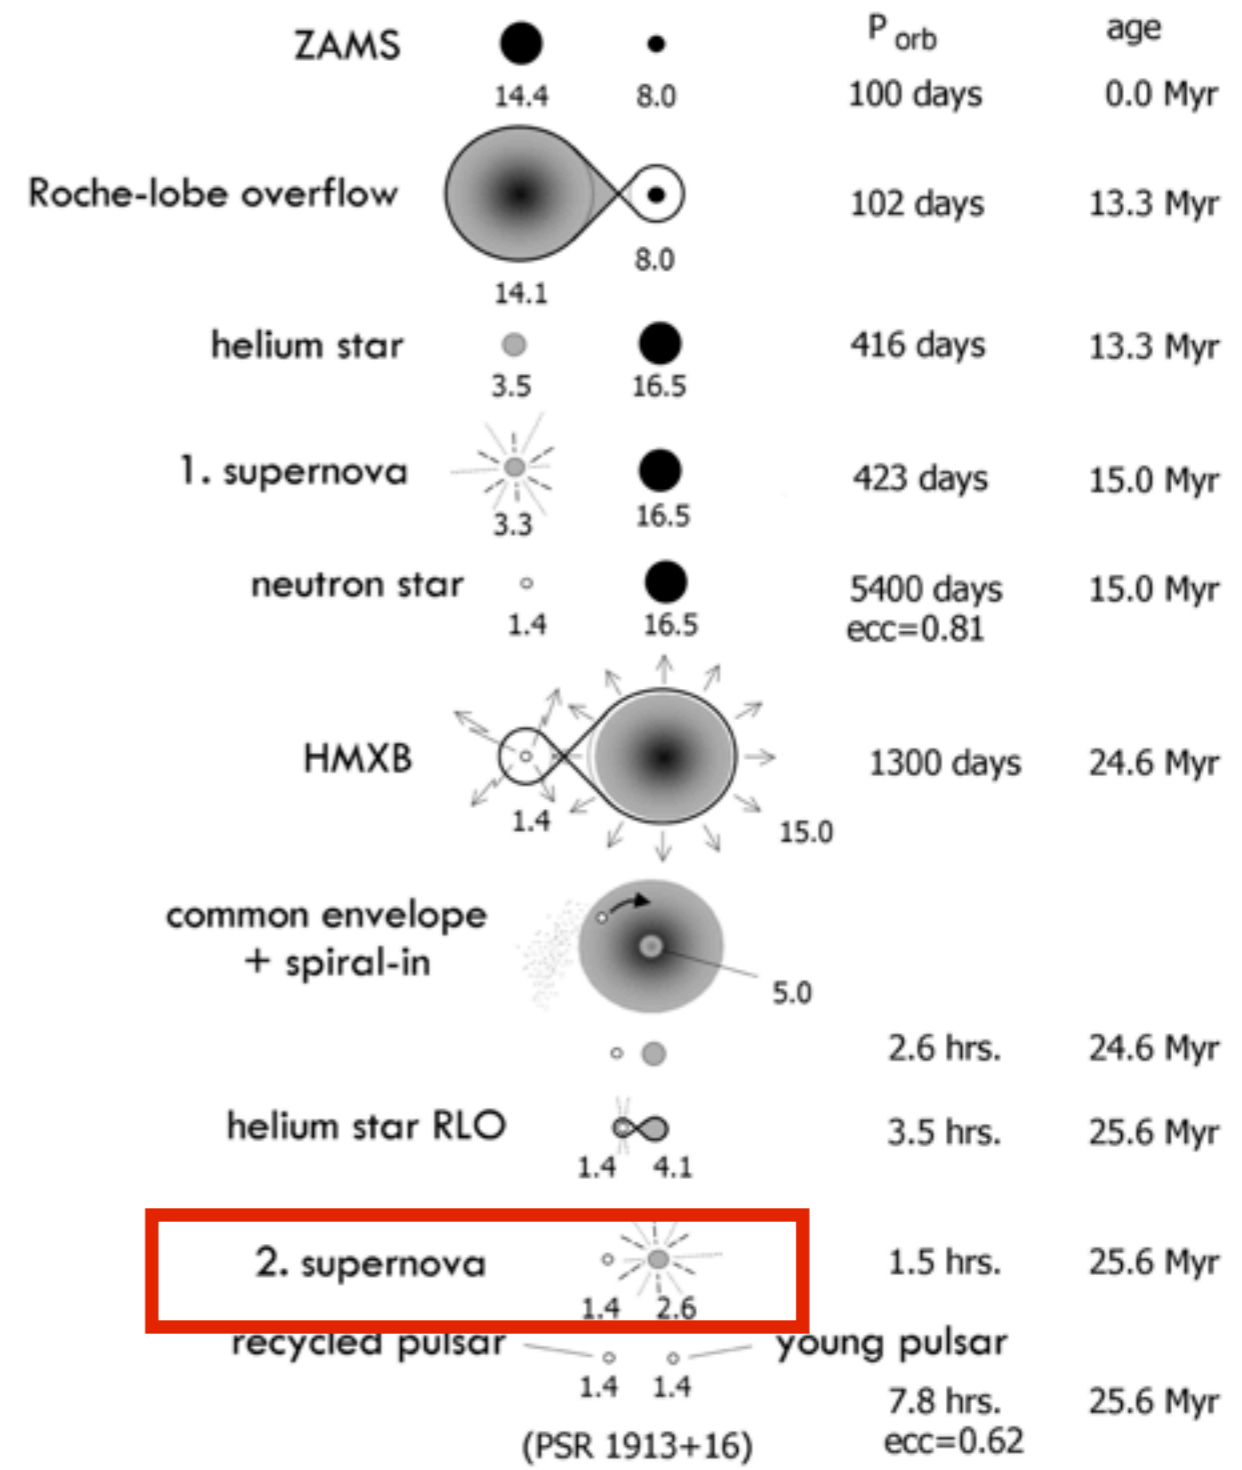 P orb age
ZAMS
14.4 8.0 100 days 0.0 Myr
Roche-lobe overflow 102 days 13.3 Myr
8.0
14.1
helium star 416 days 13.3 Myr
3.5 16.5
1. supernova 423 days 15.0 Myr
3.3 16.5
neutron star 5400 days 15.0 Myr
1.4 16.5 ecc=0.81
HMXB 1300 days 24.6 Myr
1.4 15.0
common envelope
+ spiral-in
5.0
2.6 hrs. 24.6 Myr
helium star RLO 3.5 hrs. 25.6 Myr
1.4 4.1
2. supernova 1.5 hrs. 25.6 Myr
1.4 2.6
recycled pulsar young pulsar
1.4 1.4
7.8 hrs. 25.6 Myr
(PSR 1913+16) ecc=0.62